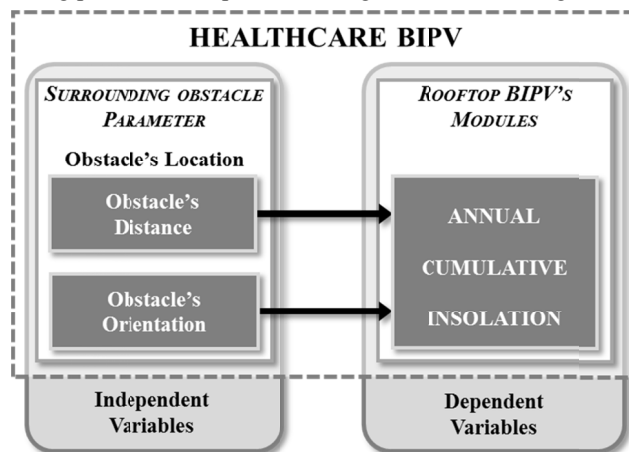 HEALTHCARE BIPV
SURROUNDING OBSTACLE
PARAMETER
Obstacle's Location
Obstacle's
Distance
Obstacle's
Orientation
Independent
Variables
ROOFTOP BIPV'S
MODULES
ANNUAL
CUMULATIVE
INSOLATION
Dependent
Variables